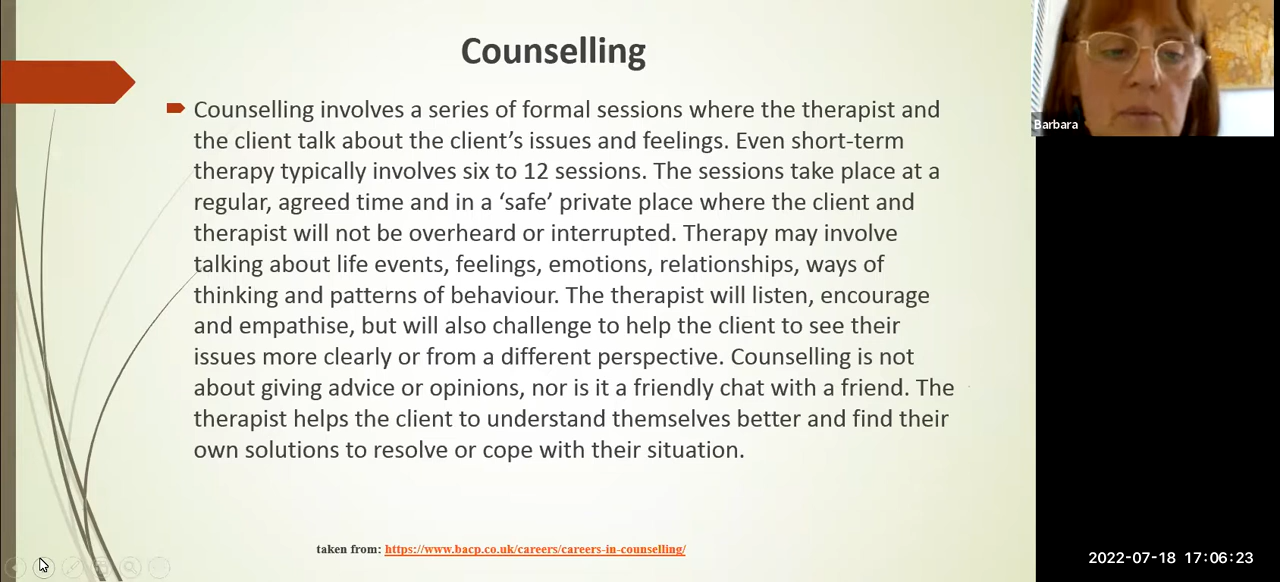 Counselling
Counselling involves a series of formal sessions where the therapist and
the client talk about the client’s issues and feelings. Even short-term
therapy typically involves six to 12 sessions. The sessions take place at a
regular, agreed time and in a ‘safe’ private place where the client and
therapist will not be overheard or interrupted. Therapy may involve
talking about life events, feelings, emotions, relationships, ways of
thinking and patterns of behaviour. The therapist will listen, encourage
and empathise, but will also challenge to help the client to see their
issues more clearly or from a different perspective. Counselling is not
about giving advice or opinions, nor is it a friendly chat with a friend. The
therapist helps the client to understand themselves better and find their
own solutions to resolve or cope with their situation.
taken from: https://www.bacp.co.uk/careers/careers-in-counselling/
Barbara
2022-07-18 17:06:23